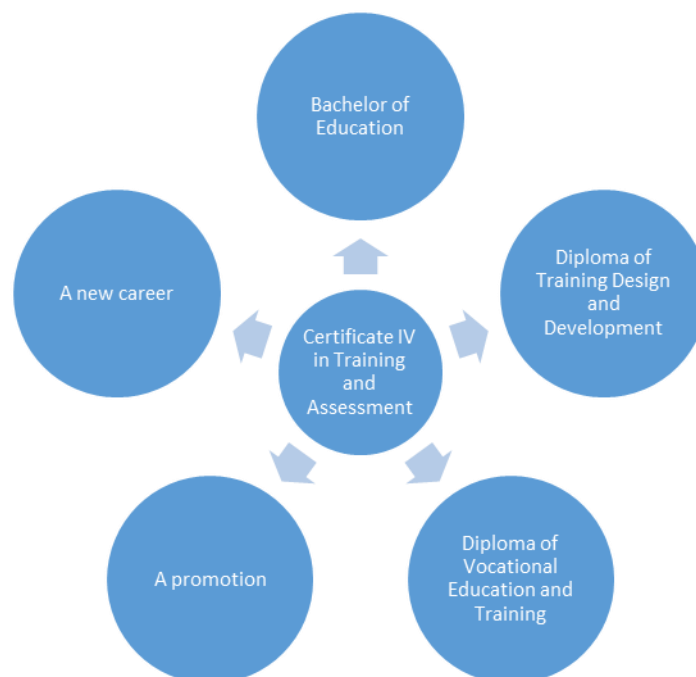 Bachelor of
Education
Diploma of
Training Design
and
Development
Diploma of
Vocational
Education and
Training
A promotion
A new career
Certificate IV
in Training
and
Assessment